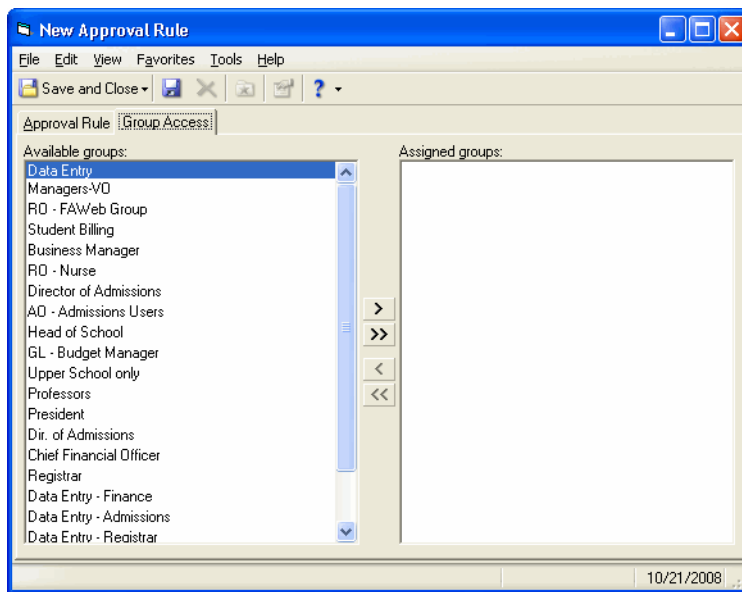 New Approval Rule
File Edit View Favorites Tools Help
Save and Close
Approval Rule Group Access
Available groups: Assigned groups:
Data Entry
Managers-VO
RO - FAWeb Group
Student Billing
Business Manager
RO - Nurse
Director of Admissions
AO - Admissions Users
Head of School
GL - Budget Manager
Upper School only
Professors
President
Dir. of Admissions
Chief Financial Officer
Registrar
Data Entry - Finance
Data Entry - Admissions
Data Entry - Registrar
>
>>
<
<<
10/21/2008